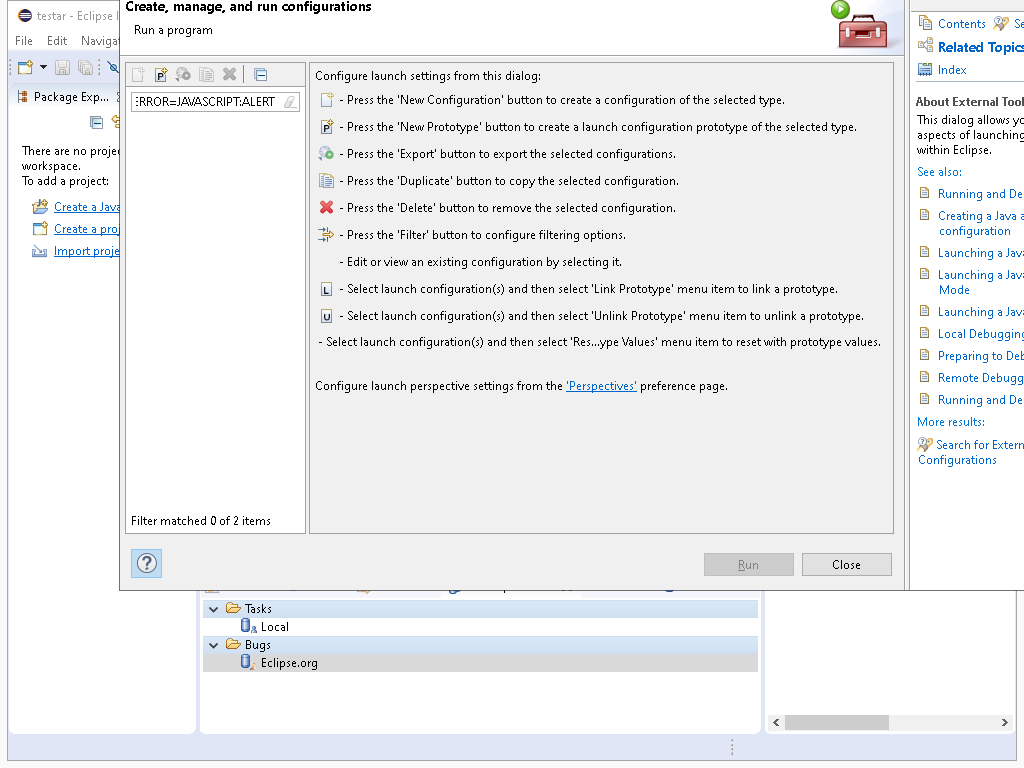 testar - Eclipse I
File Edit Navigat
Package Exp...
There are no proje
workspace.
To add a project:
Create a Java
Create a proj
Import proje
Create, manage, and run configurations
Run a program
:RROR=JAVASCRIPT:ALERT
Filter matched 0 of 2 items
Configure launch settings from this dialog:
- Press the 'New Configuration' button to create a configuration of the selected type.
P - Press the 'New Prototype' button to create a launch configuration prototype of the selected type.
- Press the 'Export' button to export the selected configurations.
- Press the 'Duplicate' button to copy the selected configuration.
- Press the 'Delete' button to remove the selected configuration.
- Press the 'Filter' button to configure filtering options.
- Edit or view an existing configuration by selecting it.
L - Select launch configuration(s) and then select 'Link Prototype' menu item to link a prototype.
U - Select launch configuration(s) and then select 'Unlink Prototype' menu item to unlink a prototype.
- Select launch configuration(s) and then select 'Res...ype Values' menu item to reset with prototype values.
Configure launch perspective settings from the 'Perspectives' preference page.
Run
Close
Tasks
Local
Bugs
Eclipse.org
Contents Se
Related Topics
Index
About External Tool
This dialog allows yo
aspects of launching
within Eclipse.
See also:
Running and De
Creating a Java a
configuration
Launching a Java
Launching a Java
Mode
Launching a Java
Local Debugging
Preparing to Deb
Remote Debugg
Running and De
More results:
Search for Extern
Configurations